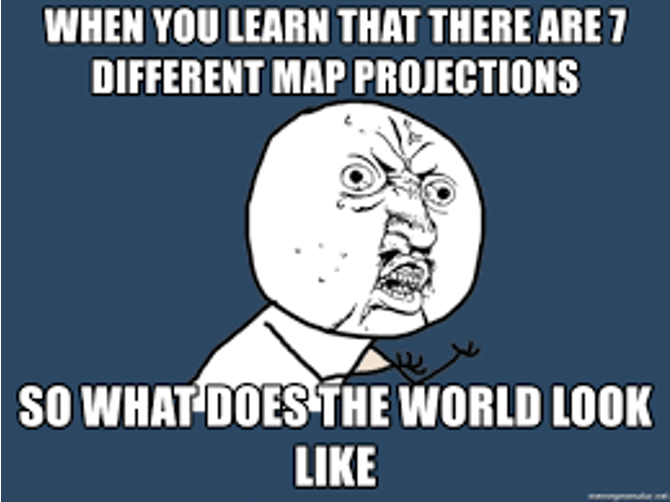 WHEN YOU LEARN THAT THERE ARE 7
DIFFERENT MAP PROJECTIONS
SO WHAT DOES THE WORLD LOOK
LIKE